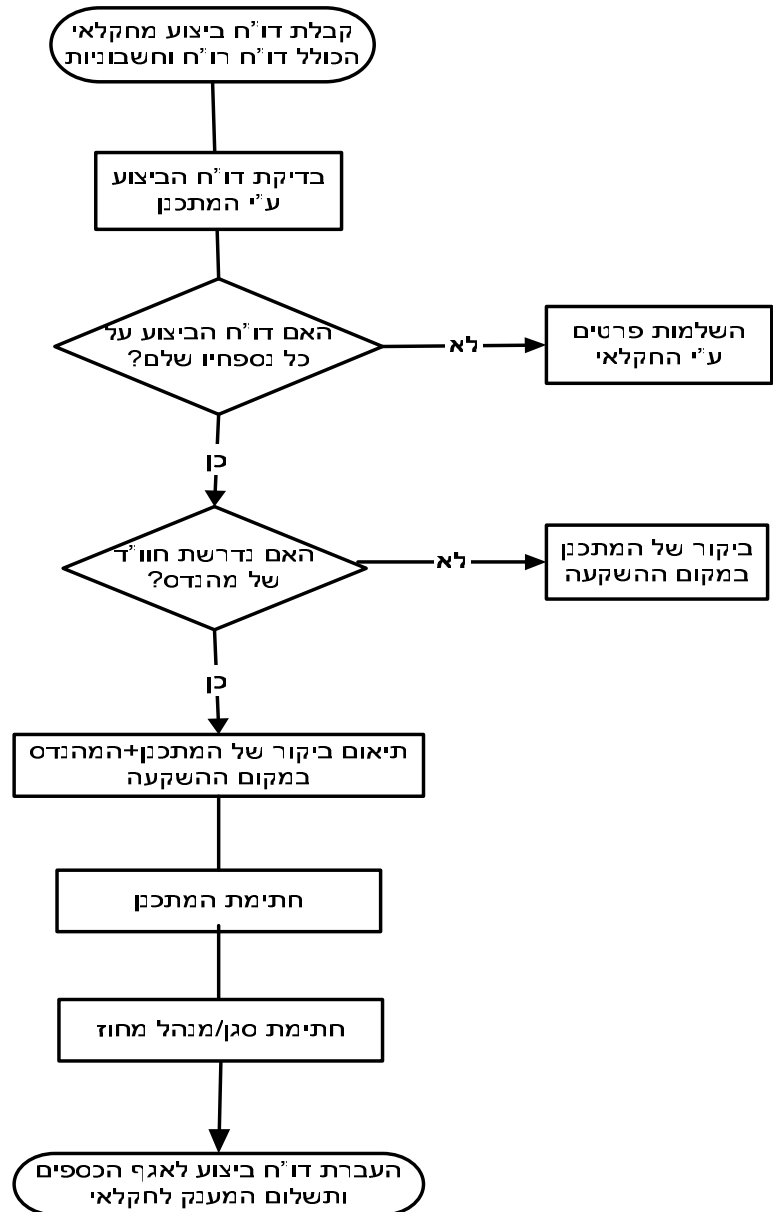 קבלת דו"ח ביצוע מחקלאי
הכולל דו"ח רו"ח וחשבוניות
בדיקת דו"ח הביצוע
ע"י המתכנן
האם דו"ח הביצוע על
כל נספחיו שלם?
לא
השלמות פרטים
ע"י החקלאי
כן
האם נדרשת חוו"ד
של מהנדס?
לא
ביקור של המתכנן
במקום ההשקעה
כן
תיאום ביקור של המתכנן+המהנדס
במקום ההשקעה
חתימת המתכנן
חתימת סגן/מנהל מחוז
העברת דו"ח ביצוע לאגף הכספים
ותשלום המענק לחקלאי